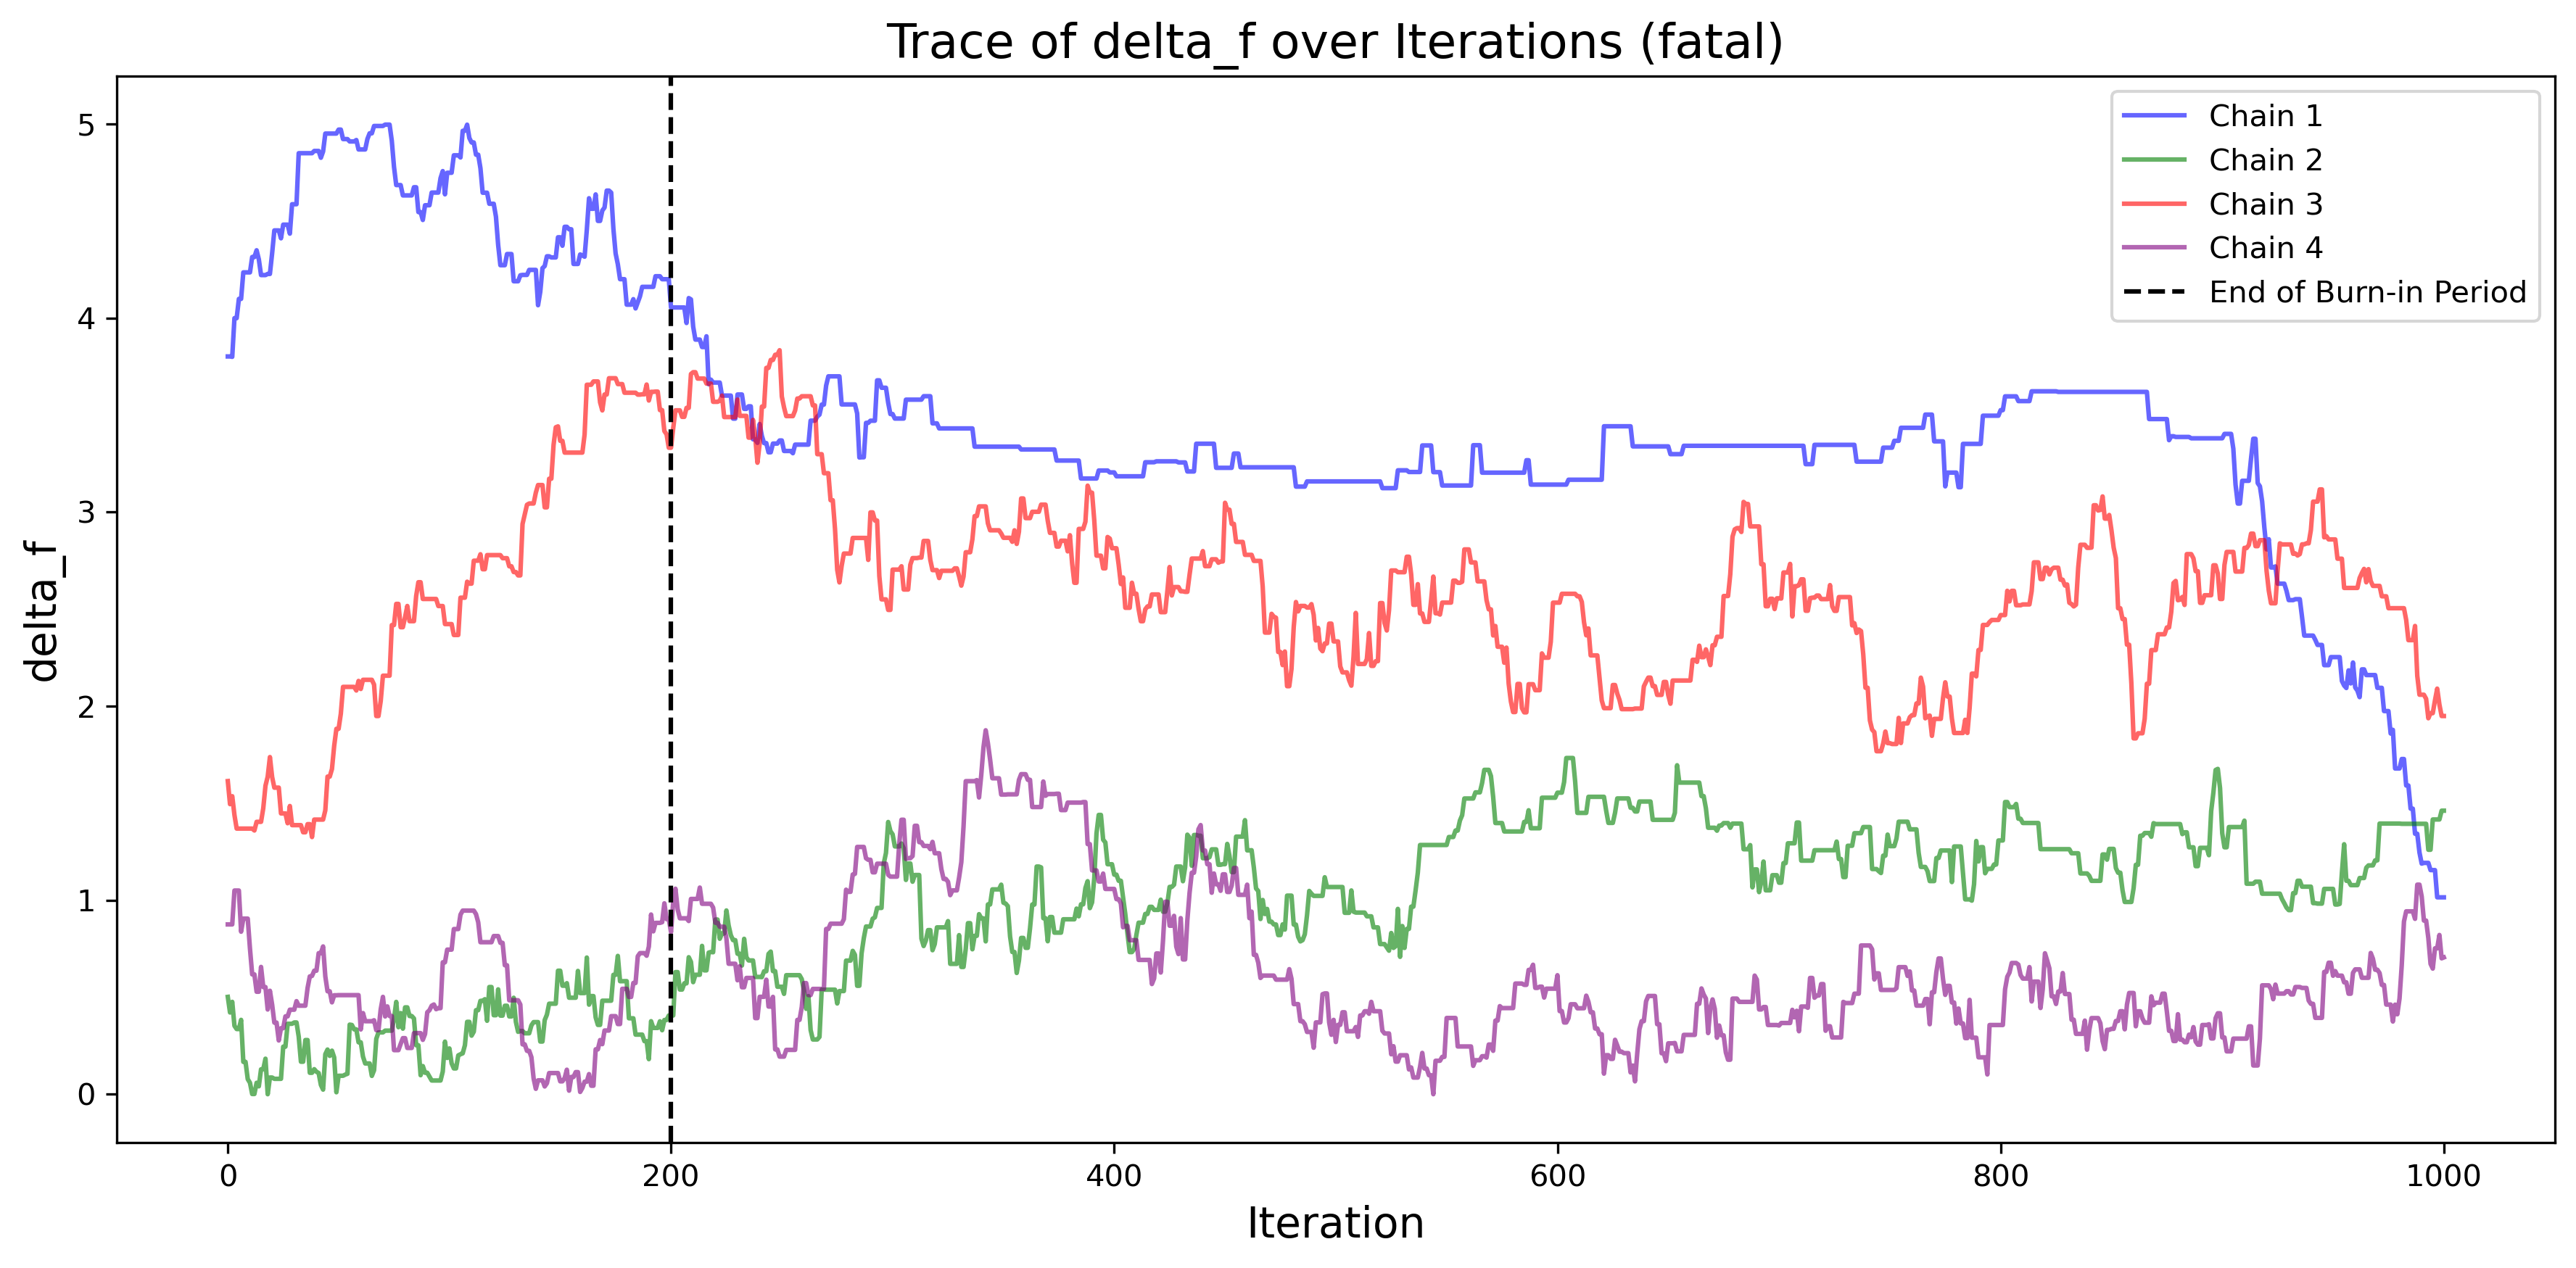 Trace of delta_f over Iterations (fatal)
5
4
3
2
1
0
delta_f
0
200
400
600
800
1000
Iteration
Chain 1
Chain 2
Chain 3
Chain 4
End of Burn-in Period